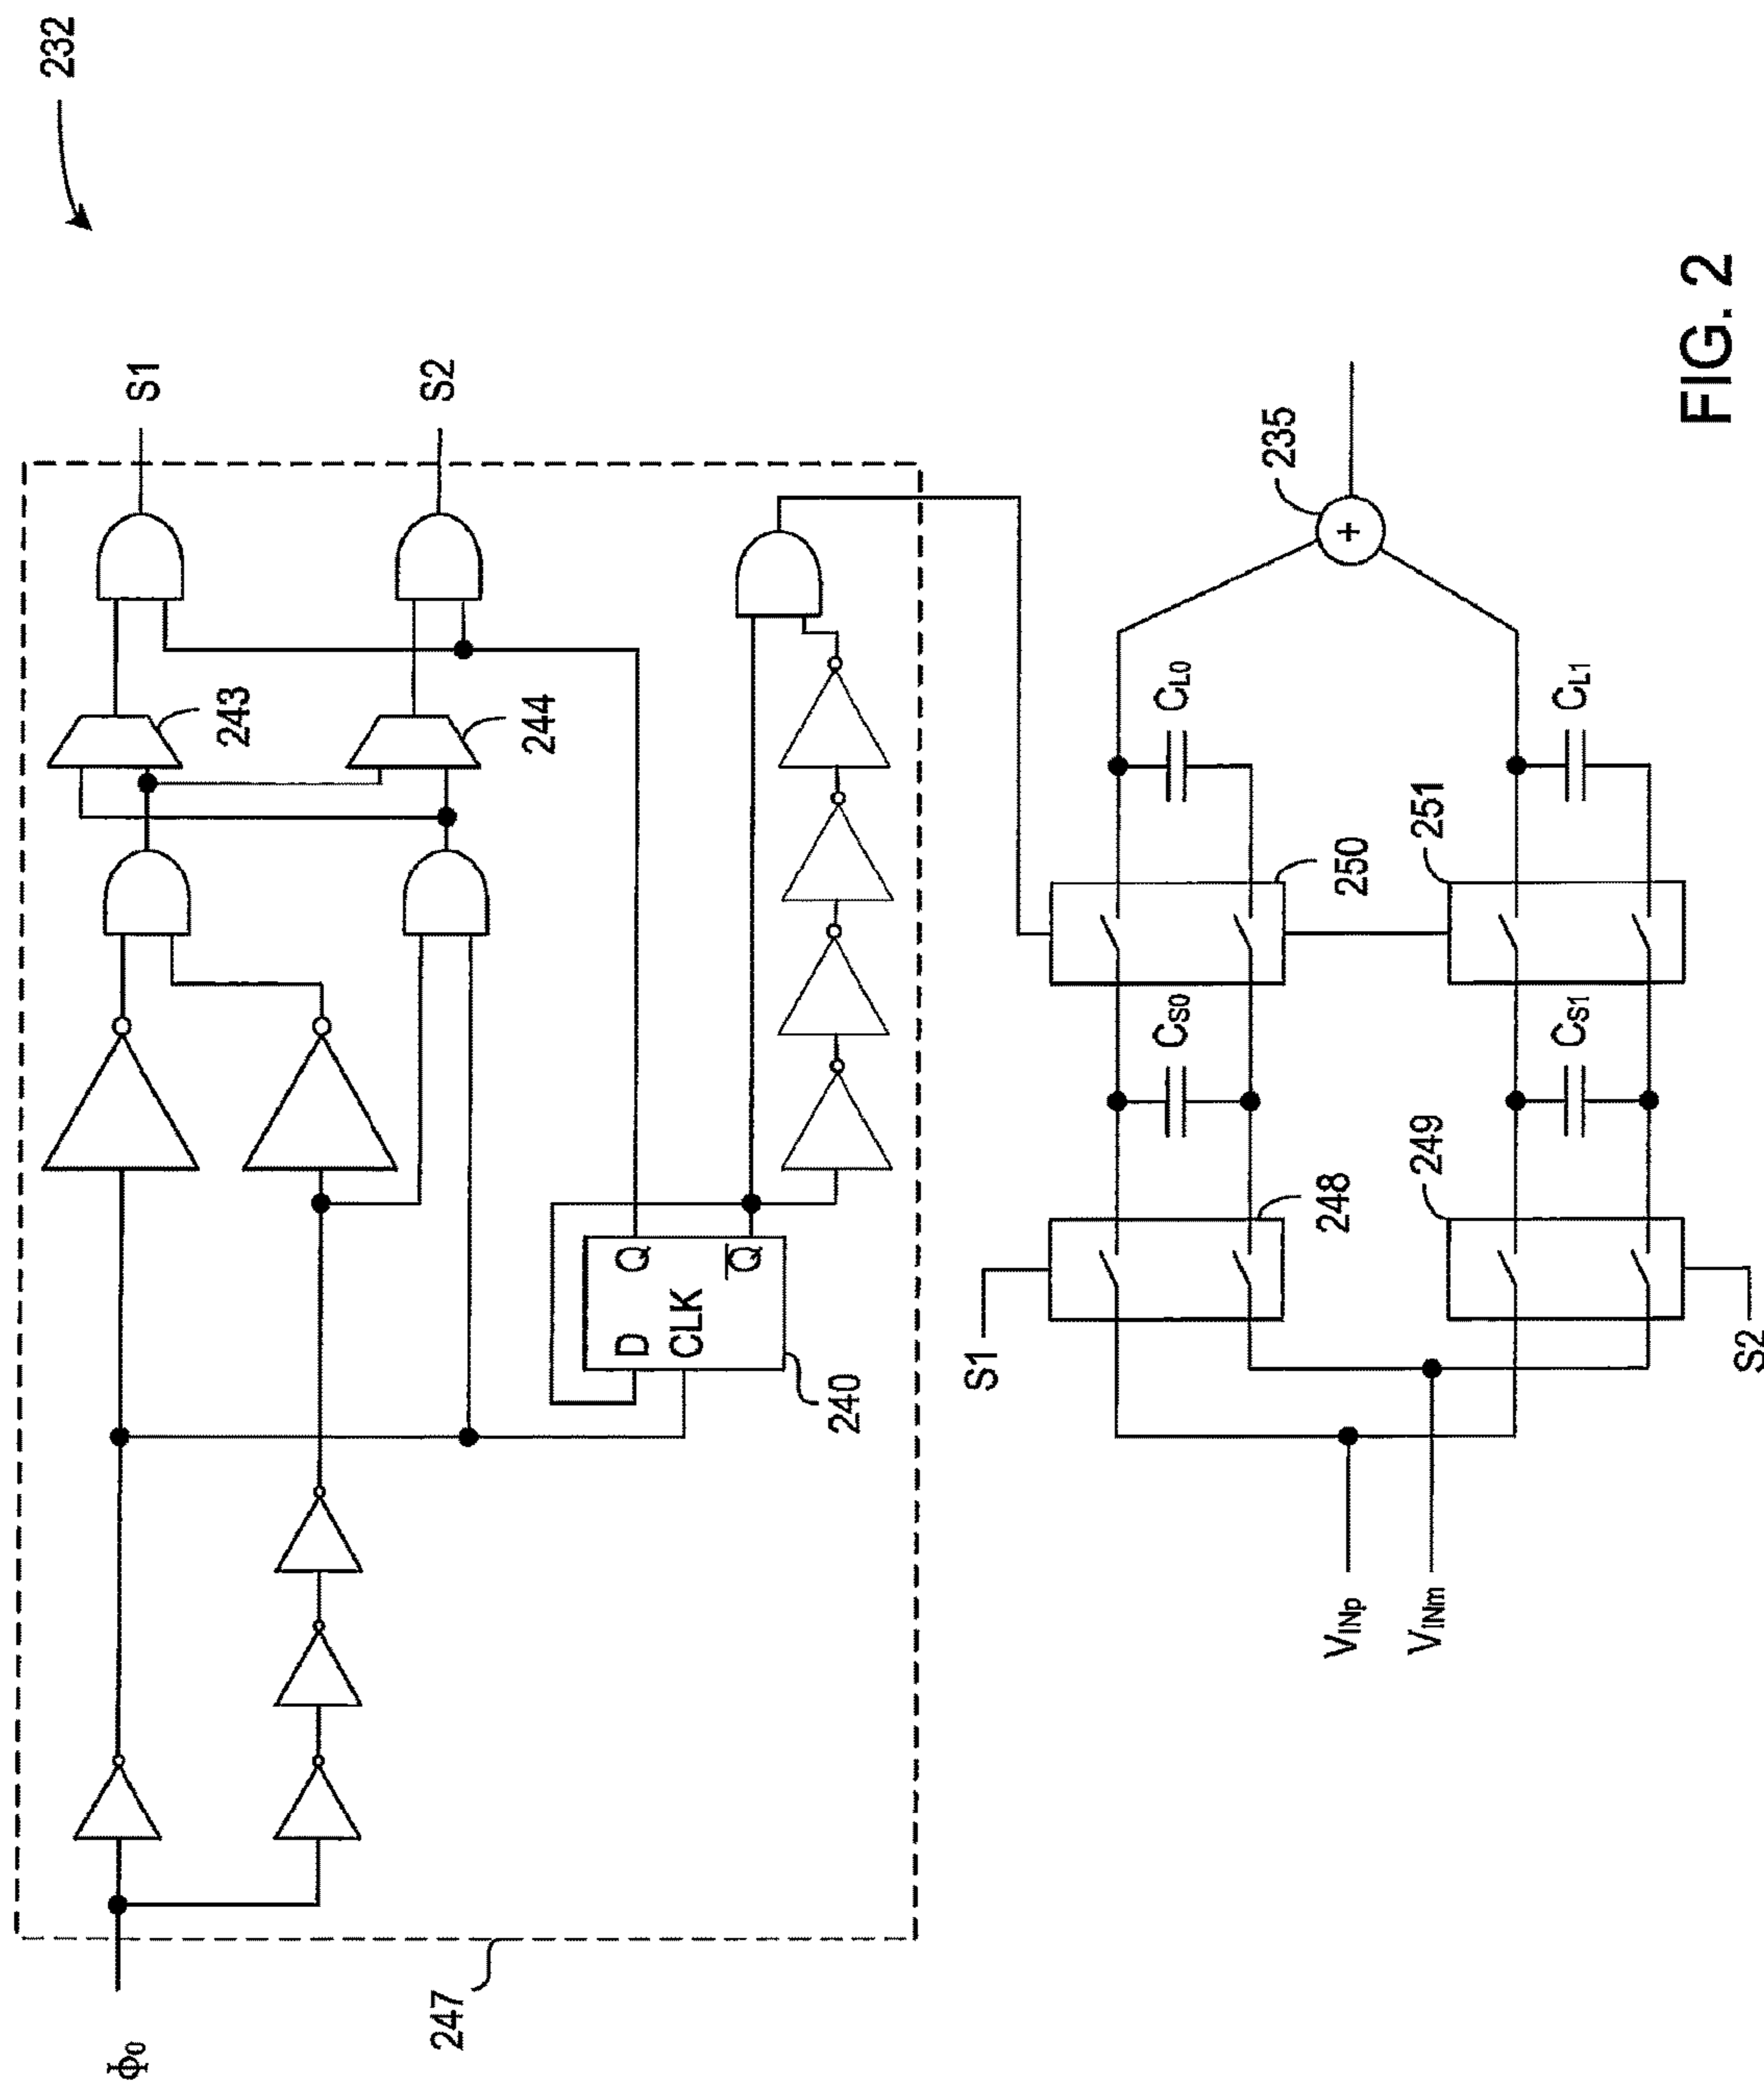 232
S1
S2
243
244
Φ0
247
D
Q
CLK
Q
240
S1
S2
248
249
CS0
CS1
250
251
CL0
CL1
235
+
VINp
VINm
FIG. 2